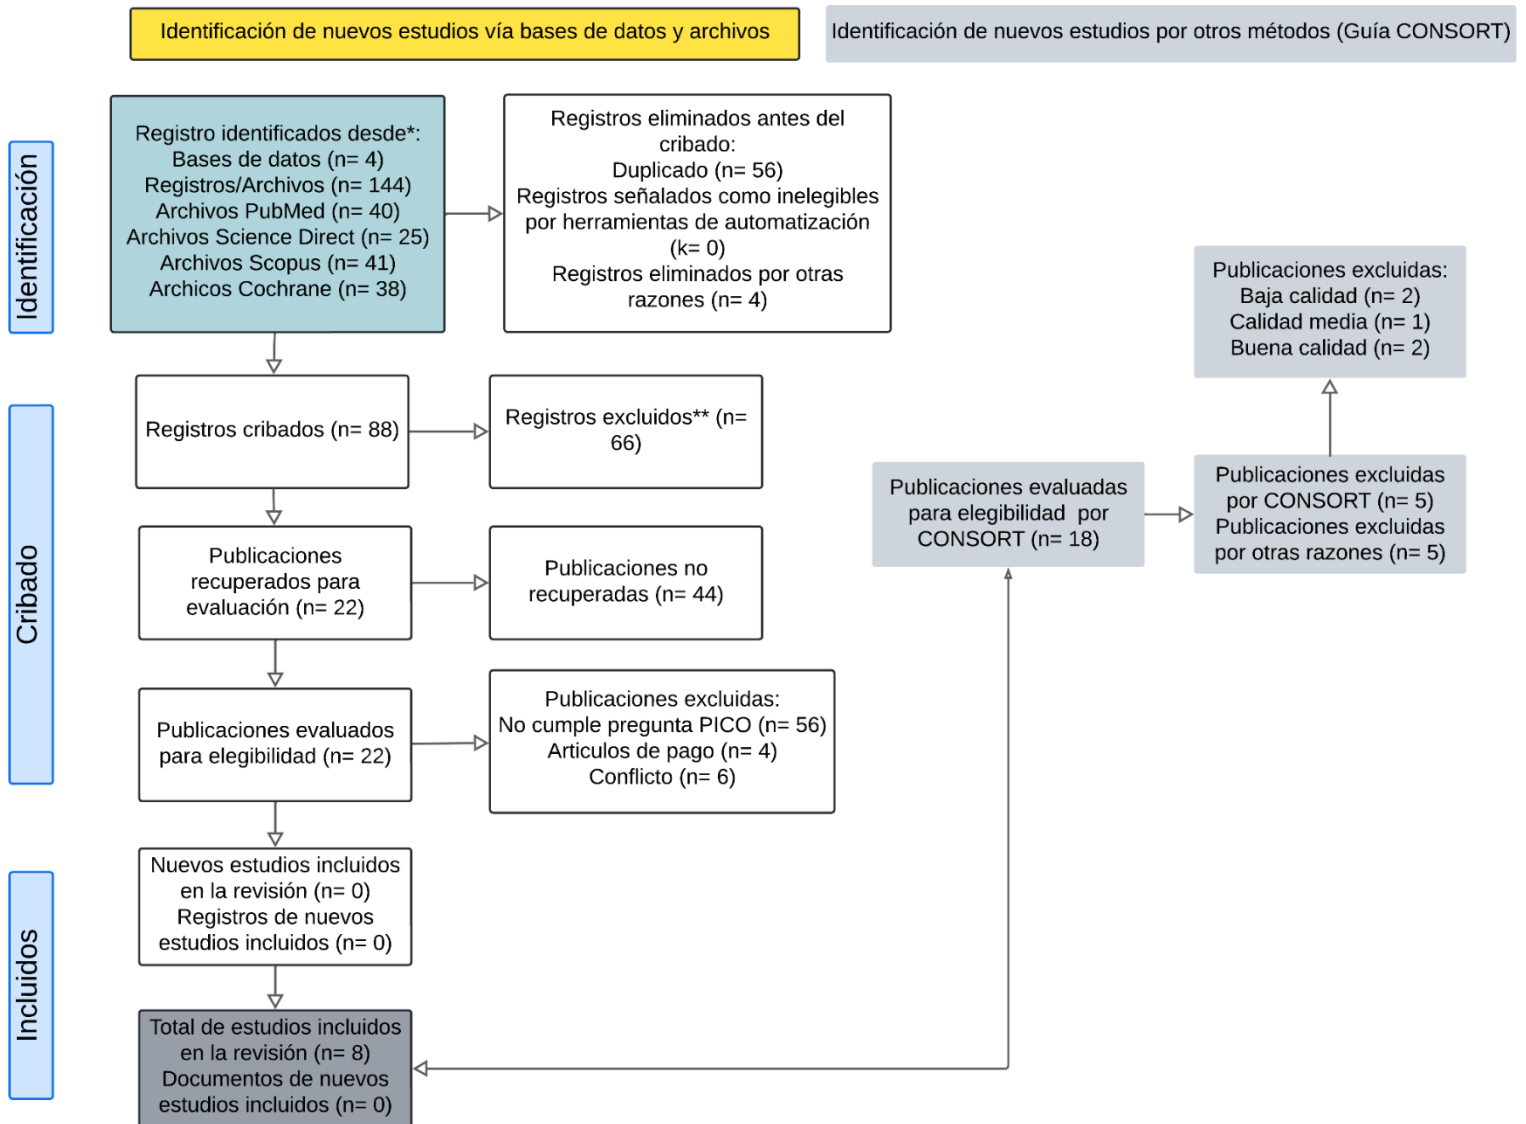 Identificación de nuevos estudios vía bases de datos y archivos
Identificación de nuevos estudios por otros métodos (Guía CONSORT)
Identificación
Registro identificados desde*:
Bases de datos (n= 4)
Registros/Archivos (n= 144)
Archivos PubMed (n= 40)
Archivos Science Direct (n= 25)
Archivos Scopus (n= 41)
Archicos Cochrane (n= 38)
Registros eliminados antes del
cribado:
Duplicado (n= 56)
Registros señalados como inelegibles
por herramientas de automatización
(k= 0)
Registros eliminados por otras
razones (n= 4)
Cribado
Registros cribados (n= 88)
Registros excluidos** (n=
66)
Publicaciones
recuperados para
evaluación (n= 22)
Publicaciones no
recuperadas (n= 44)
Publicaciones evaluados
para elegibilidad (n= 22)
Publicaciones excluidas:
No cumple pregunta PICO (n= 56)
Articulos de pago (n= 4)
Conflicto (n= 6)
Publicaciones evaluadas
para elegibilidad por
CONSORT (n= 18)
Publicaciones excluidas
por CONSORT (n= 5)
Publicaciones excluidas
por otras razones (n= 5)
Publicaciones excluidas:
Baja calidad (n= 2)
Calidad media (n= 1)
Buena calidad (n= 2)
Incluidos
Nuevos estudios incluidos
en la revisión (n= 0)
Registros de nuevos
estudios incluidos (n= 0)
Total de estudios incluidos
en la revisión (n= 8)
Documentos de nuevos
estudios incluidos (n= 0)